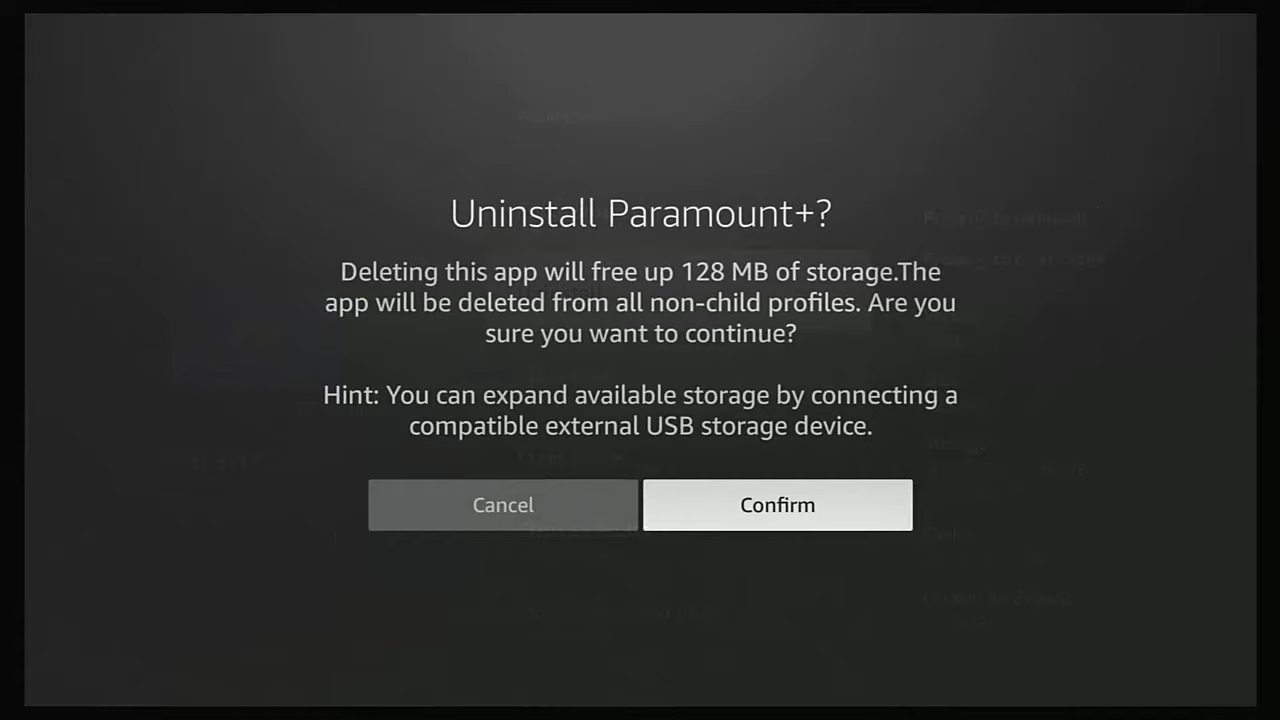 Uninstall Paramount+?
Deleting this app will free up 128 MB of storage.The
app will be deleted from all non-child profiles. Are you
sure you want to continue?
Hint: You can expand available storage by connecting a
compatible external USB storage device.
Cancel
Confirm